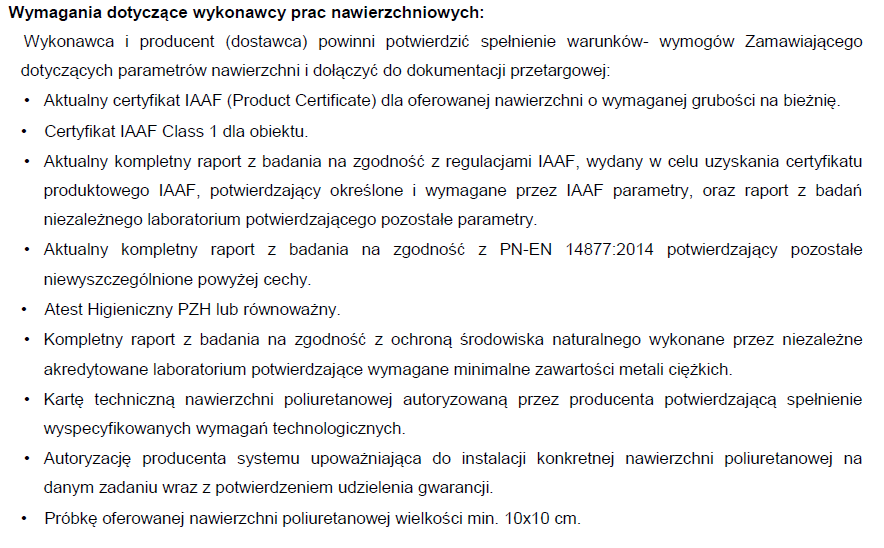 Wymagania dotyczące wykonawcy prac nawierzchniowych:
Wykonawca i producent (dostawca) powinni potwierdzić spełnienie warunków- wymogów Zamawiającego
dotyczących parametrów nawierzchni i dołączyć do dokumentacji przetargowej:
• Aktualny certyfikat IAAF (Product Certificate) dla oferowanej nawierzchni o wymaganej grubości na bieżnię.
• Certyfikat IAAF Class 1 dla obiektu.
• Aktualny kompletny raport z badania na zgodność z regulacjami IAAF, wydany w celu uzyskania certyfikatu
produktowego IAAF, potwierdzający określone i wymagane przez IAAF parametry, oraz raport z badań
niezależnego laboratorium potwierdzającego pozostałe parametry.
• Aktualny kompletny raport z badania na zgodność z PN-EN 14877:2014 potwierdzający pozostałe
niewyszczególnione powyżej cechy.
• Atest Higieniczny PZH lub równoważny.
• Kompletny raport z badania na zgodność z ochroną środowiska naturalnego wykonane przez niezależne
akredytowane laboratorium potwierdzające wymagane minimalne zawartości metali ciężkich.
• Kartę techniczną nawierzchni poliuretanowej autoryzowaną przez producenta potwierdzającą spełnienie
wyspecyfikowanych wymagań technologicznych.
• Autoryzację producenta systemu upoważniająca do instalacji konkretnej nawierzchni poliuretanowej na
danym zadaniu wraz z potwierdzeniem udzielenia gwarancji.
• Próbkę oferowanej nawierzchni poliuretanowej wielkości min. 10x10 cm.